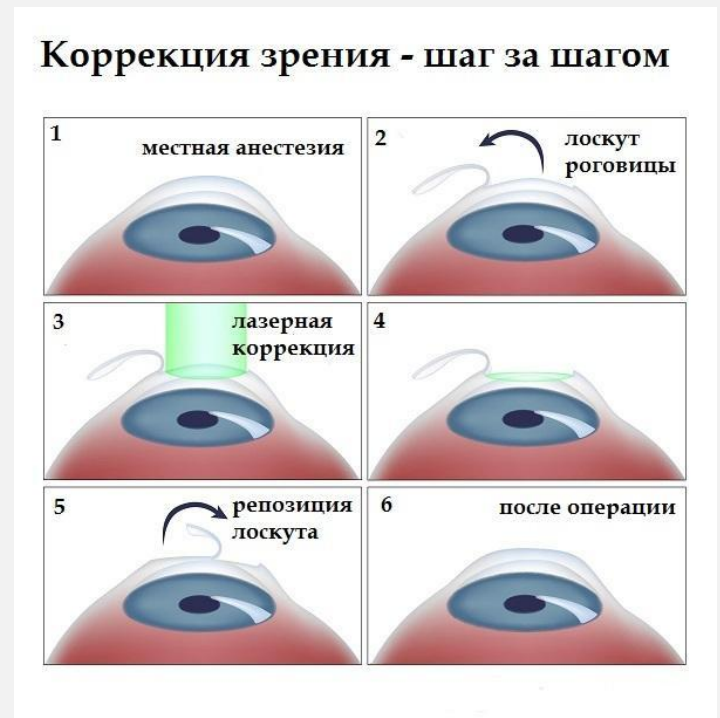 Коррекция зрения - шаг за шагом
1
местная анестезия
2
лоскут
роговицы
3
лазерная
коррекция
4
5
репозиция
лоскута
6
после операции